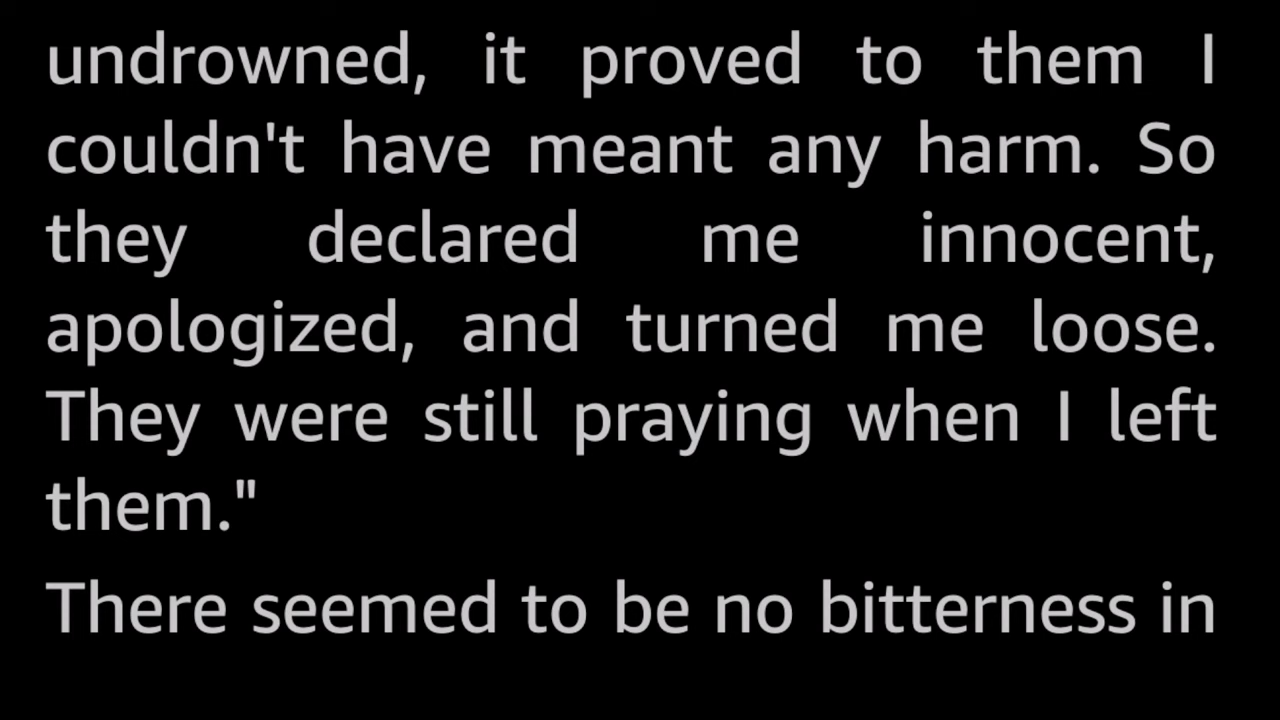 undrowned, it proved to them I
couldn't have meant any harm. So
they declared me innocent,
apologized, and turned me loose.
They were still praying when I left
them."
There seemed to be no bitterness in